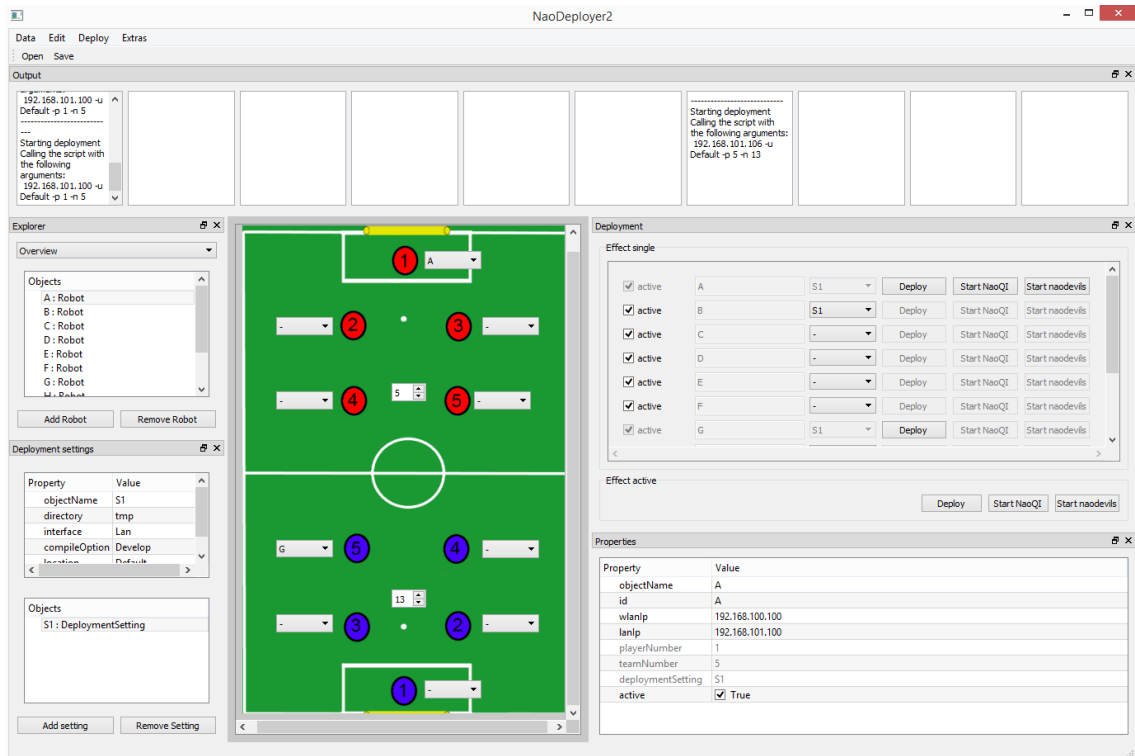 NaoDeployer2
Data Edit Deploy Extras
Open Save
Output
192.168.101.100 -u
Default -p 1 -n 5
--------------------------
---
Starting deployment
Calling the script with
the following
arguments:
192.168.101.100 -u
Default -p 1 -n 5
----------------------------
Starting deployment
Calling the script with
the following arguments:
192.168.101.106 -u
Default -p 5 -n 13
Explorer
Overview
Objects
A : Robot
B : Robot
C : Robot
D : Robot
E : Robot
F : Robot
G : Robot
H : Robot
Add Robot Remove Robot
Deployment settings
Property Value
objectName S1
directory tmp
interface Lan
compileOption Develop
location Default
Objects
S1 : DeploymentSetting
Add setting Remove Setting
1 A
- 2 3 -
5
- 4 5 -
G 5 4 -
13
- 3 2 -
1 -
Deployment
Effect single
active A S1 Deploy Start NaoQI Start naodevils
active B S1 Deploy Start NaoQI Start naodevils
active C - Deploy Start NaoQI Start naodevils
active D - Deploy Start NaoQI Start naodevils
active E - Deploy Start NaoQI Start naodevils
active F - Deploy Start NaoQI Start naodevils
active G S1 Deploy Start NaoQI Start naodevils
Effect active
Deploy Start NaoQI Start naodevils
Properties
Property Value
objectName A
id A
wlanIp 192.168.100.100
lanIp 192.168.101.100
playerNumber 1
teamNumber 5
deploymentSetting S1
active True